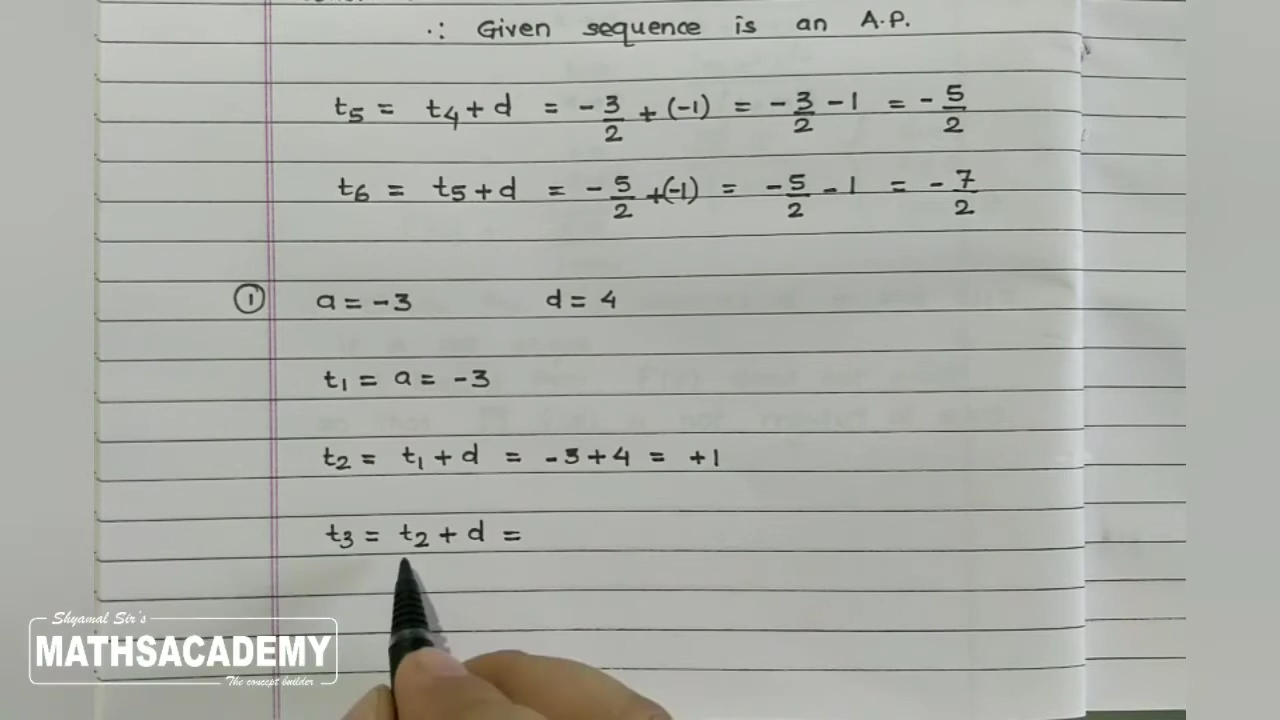 ∴ Given sequence is an A.P.
t₅ = t₄ + d = -3/2 + (-1) = -3/2 - 1 = -5/2
t₆ = t₅ + d = -5/2 + (-1) = -5/2 - 1 = -7/2
① a = -3 d = 4
t₁ = a = -3
t₂ = t₁ + d = -3 + 4 = +1
t₃ = t₂ + d =
Shyamal Sir's
MATHSACADEMY
The concept builder